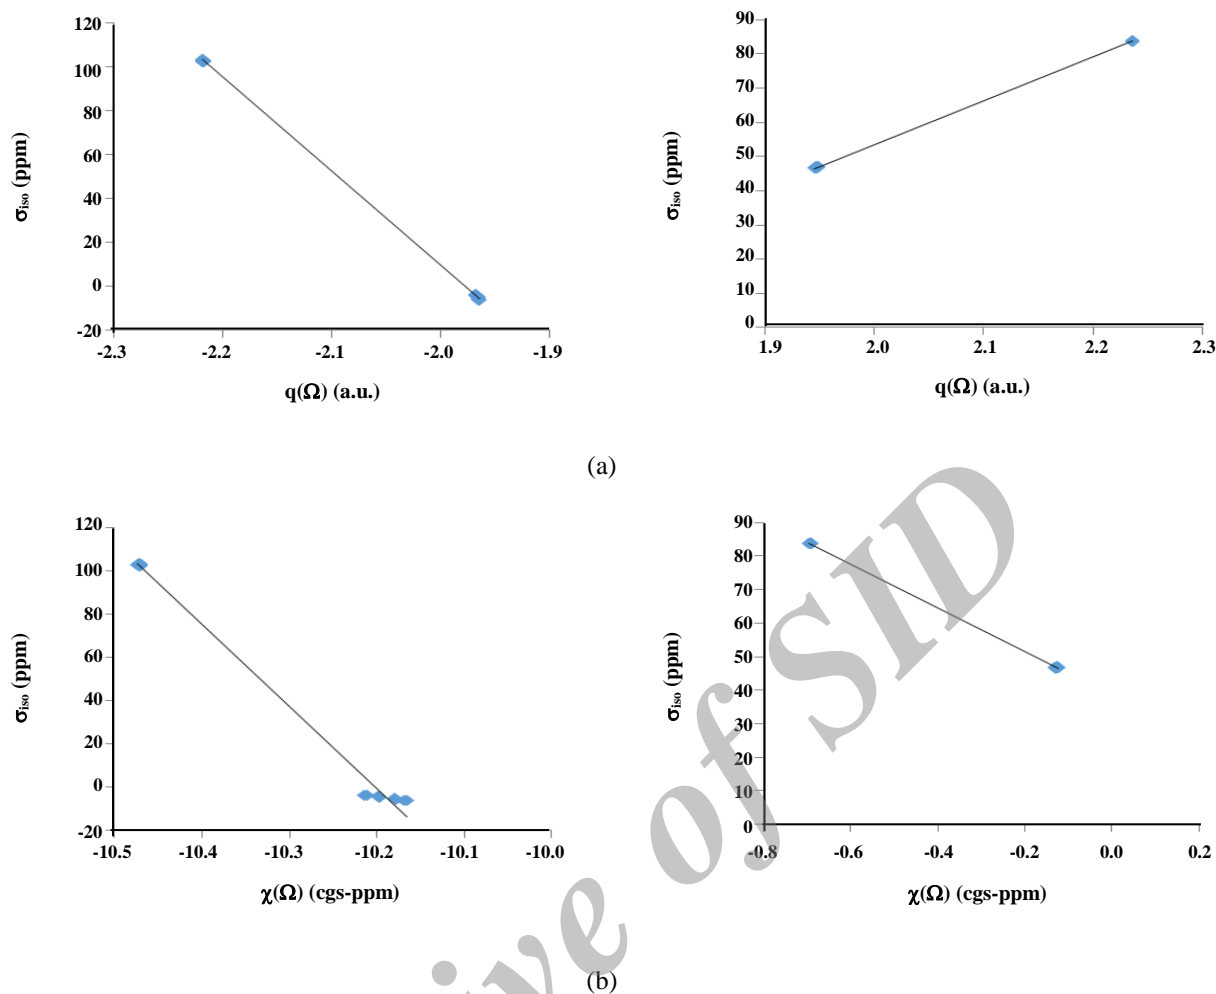 120
100
80
60
40
20
0
-20
-2.3 -2.2 -2.1 -2.0 -1.9
σiso (ppm)
q(Ω) (a.u.)
90
80
70
60
50
40
30
20
10
0
1.9 2.0 2.1 2.2 2.3
σiso (ppm)
q(Ω) (a.u.)
(a)
120
100
80
60
40
20
0
-20
-10.5 -10.4 -10.3 -10.2 -10.1 -10.0
σiso (ppm)
χ(Ω) (cgs-ppm)
90
80
70
60
50
40
30
20
10
0
-0.8 -0.6 -0.4 -0.2 0.0 0.2
σiso (ppm)
χ(Ω) (cgs-ppm)
(b)
ive of SID